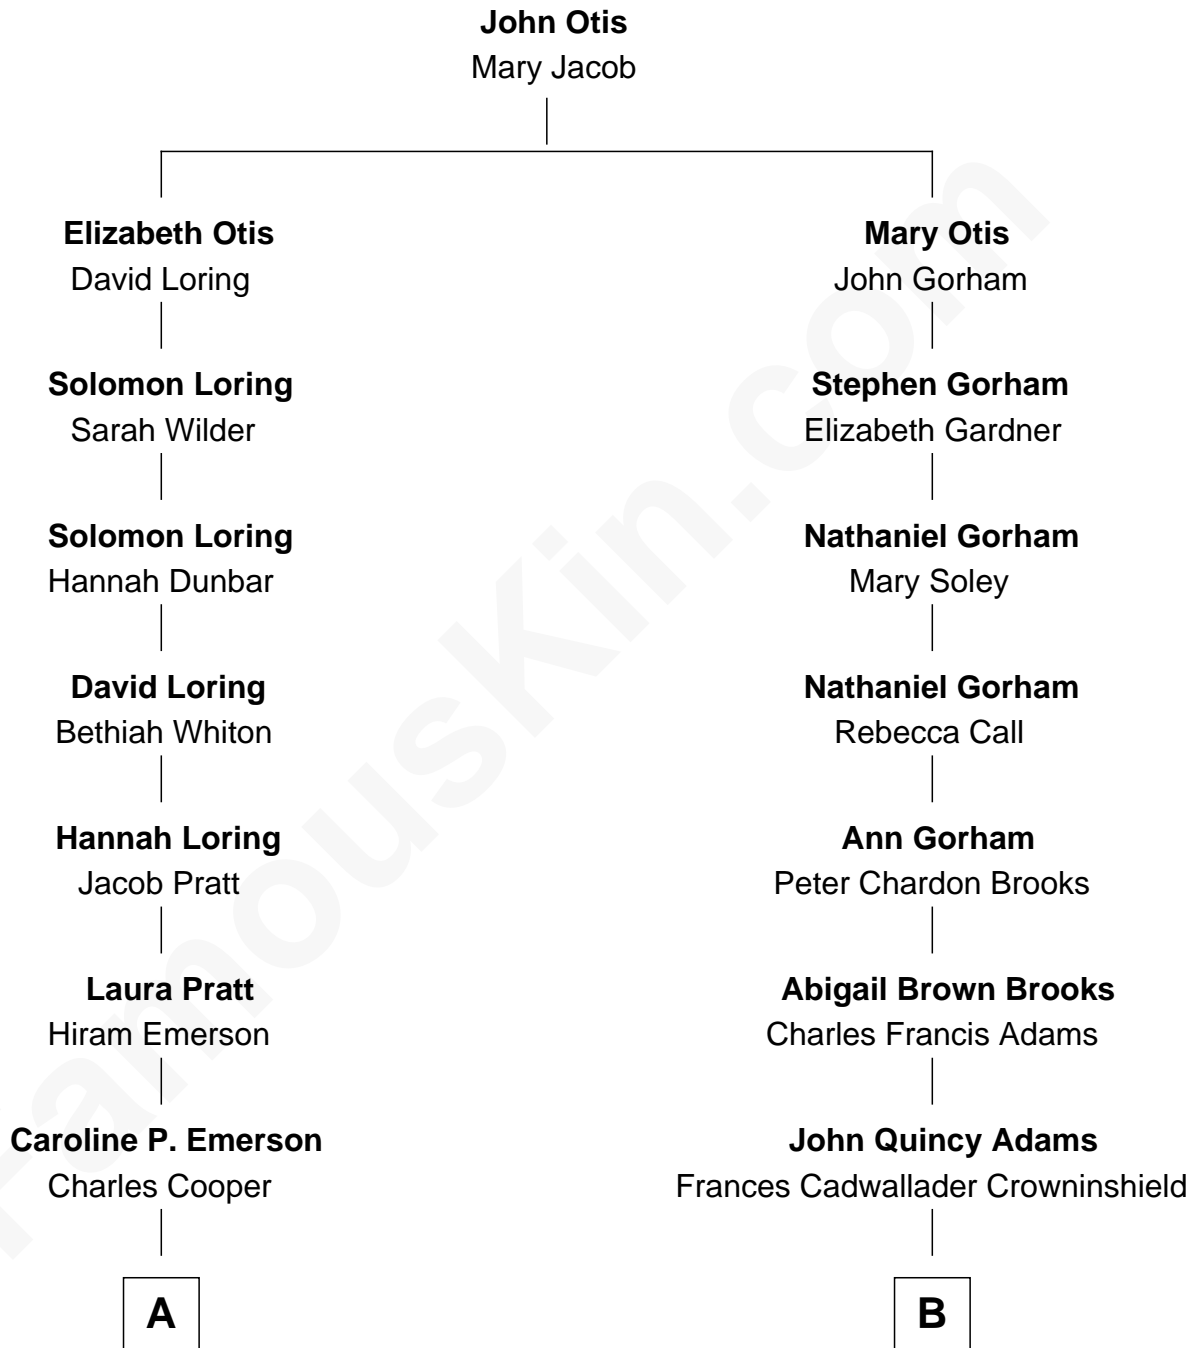 John Otis
Mary Jacob
Elizabeth Otis
David Loring
Mary Otis
John Gorham
Solomon Loring
Sarah Wilder
Stephen Gorham
Elizabeth Gardner
Solomon Loring
Hannah Dunbar
Nathaniel Gorham
Mary Soley
David Loring
Bethiah Whiton
Nathaniel Gorham
Rebecca Call
Hannah Loring
Jacob Pratt
Ann Gorham
Peter Chardon Brooks
Laura Pratt
Hiram Emerson
Abigail Brown Brooks
Charles Francis Adams
Caroline P. Emerson
Charles Cooper
John Quincy Adams
Frances Cadwallader Crowninshield
A
B
FamousKin.com